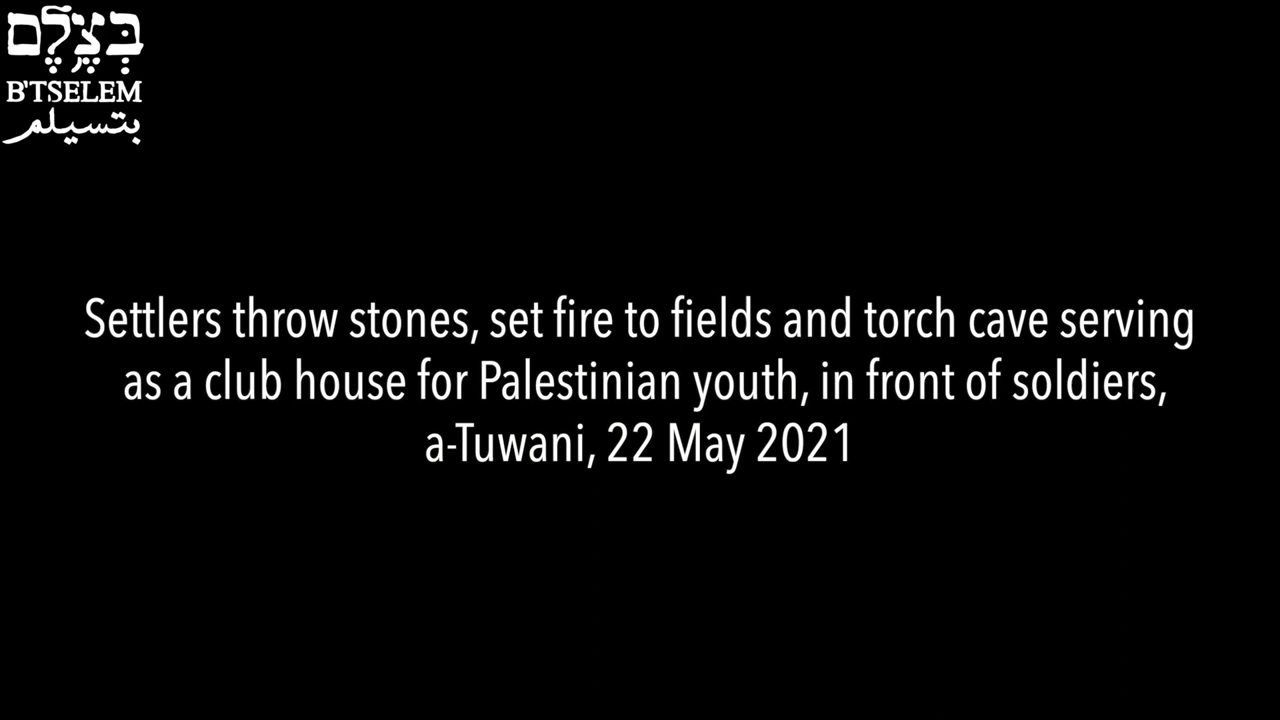 בְּצֶלֶם
B'TSELEM
بتسيلم
Settlers throw stones, set fire to fields and torch cave serving
as a club house for Palestinian youth, in front of soldiers,
a-Tuwani, 22 May 2021